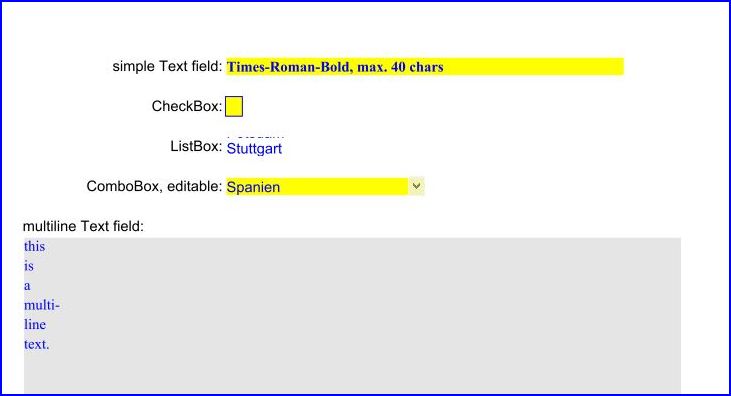 simple Text field: Times-Roman-Bold, max. 40 chars
CheckBox:
ListBox: Stuttgart
ComboBox, editable: Spanien
multiline Text field:
this
is
a
multi-
line
text.